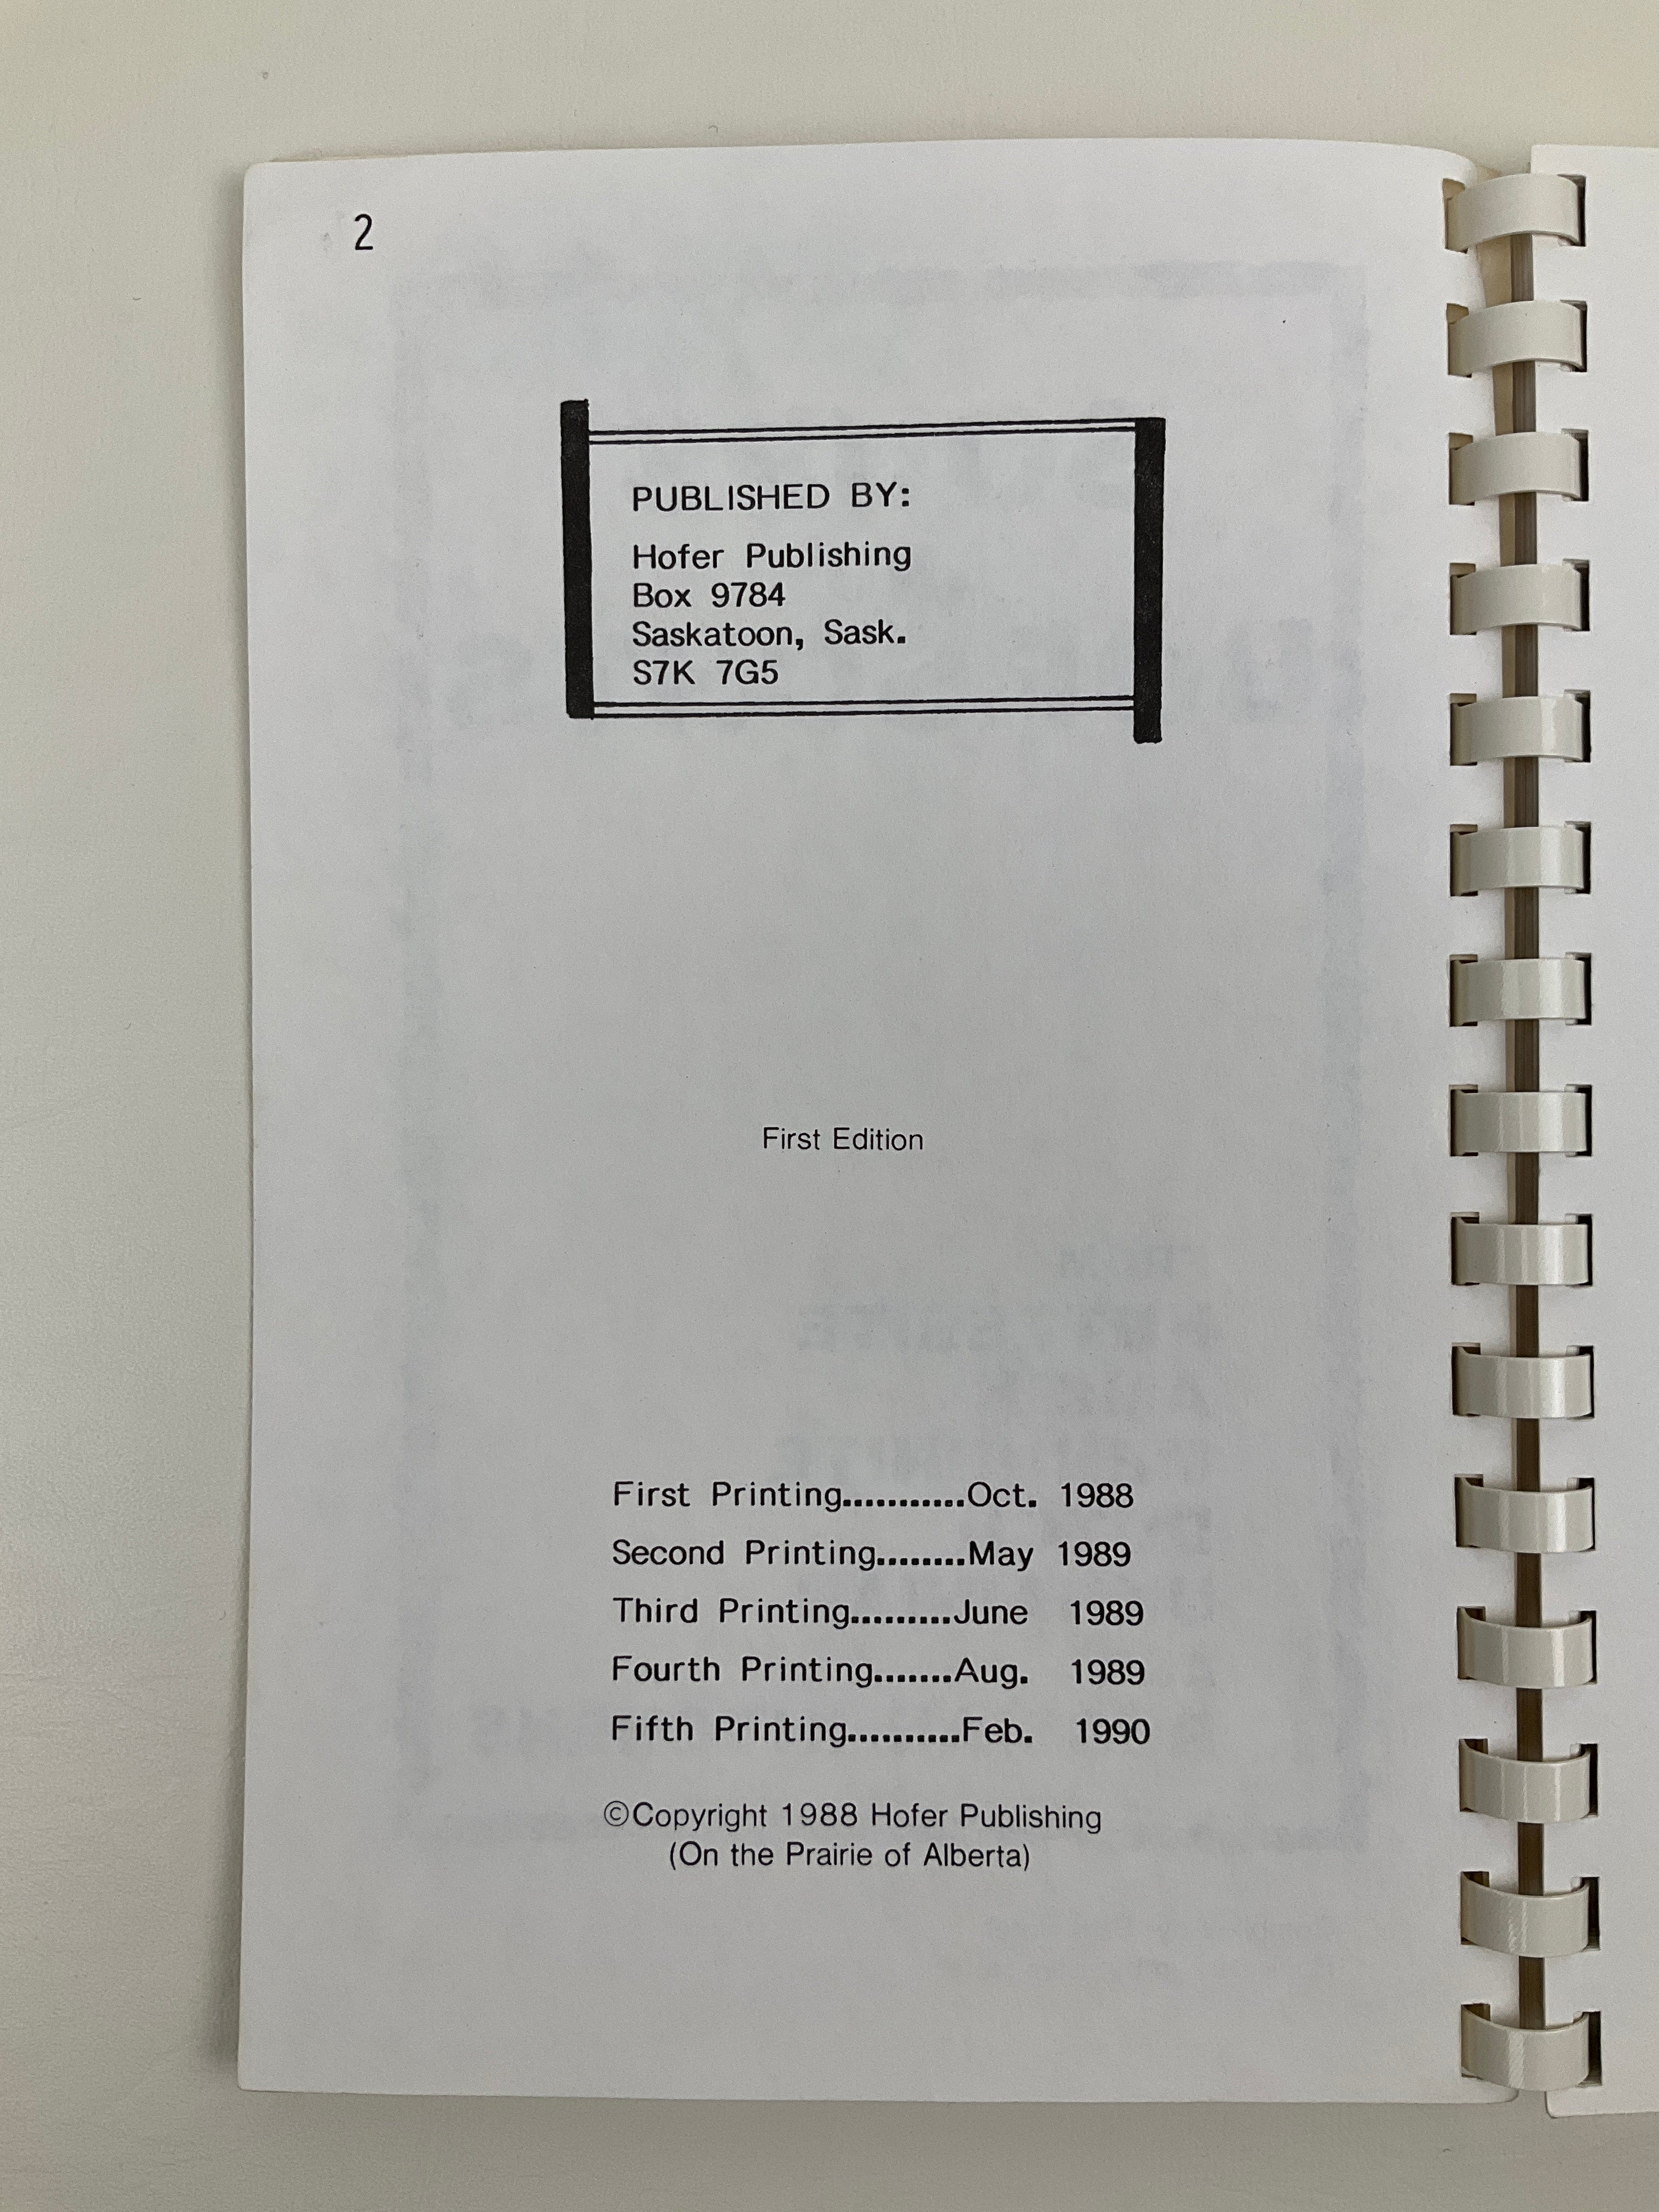 2
PUBLISHED BY:
Hofer Publishing
Box 9784
Saskatoon, Sask.
S7K 7G5
First Edition
First Printing...........Oct. 1988
Second Printing........May 1989
Third Printing.........June 1989
Fourth Printing.......Aug. 1989
Fifth Printing..........Feb. 1990
©Copyright 1988 Hofer Publishing
(On the Prairie of Alberta)